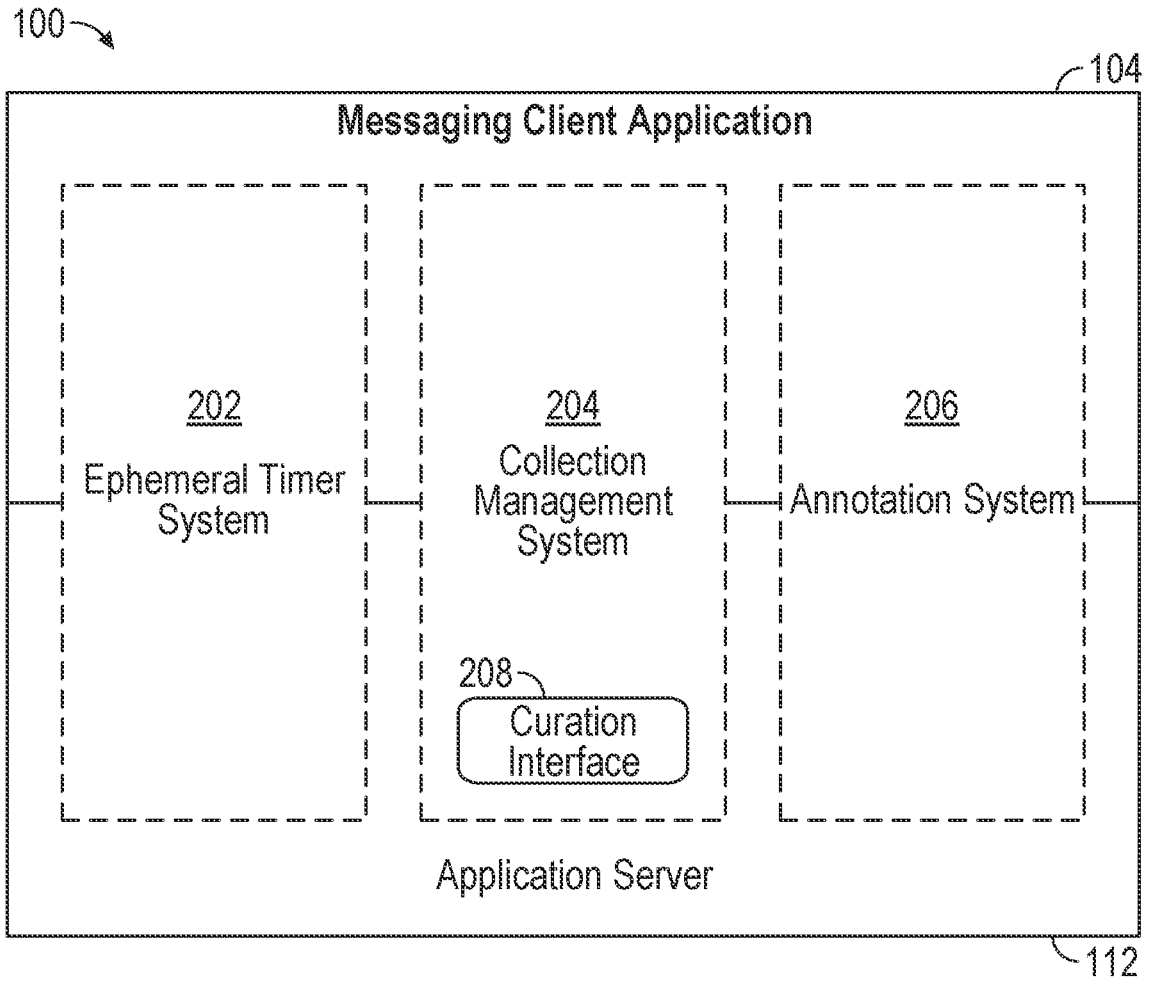 100
104
Messaging Client Application
202
Ephemeral Timer
System
204
Collection
Management
System
206
Annotation System
208
Curation
Interface
Application Server
112